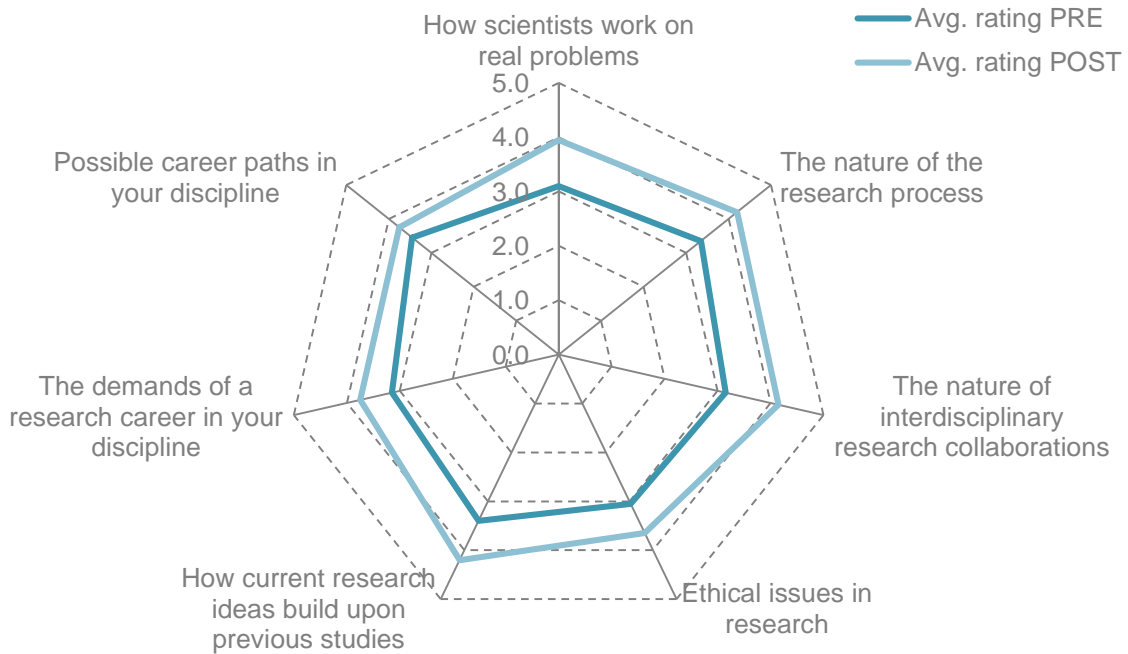 How scientists work on
real problems
Avg. rating PRE
Avg. rating POST
5.0
4.0
3.0
2.0
1.0
0.0
The nature of the
research process
The nature of
interdisciplinary
research collaborations
Ethical issues in
research
How current research
ideas build upon
previous studies
The demands of a
research career in your
discipline
Possible career paths in
your discipline